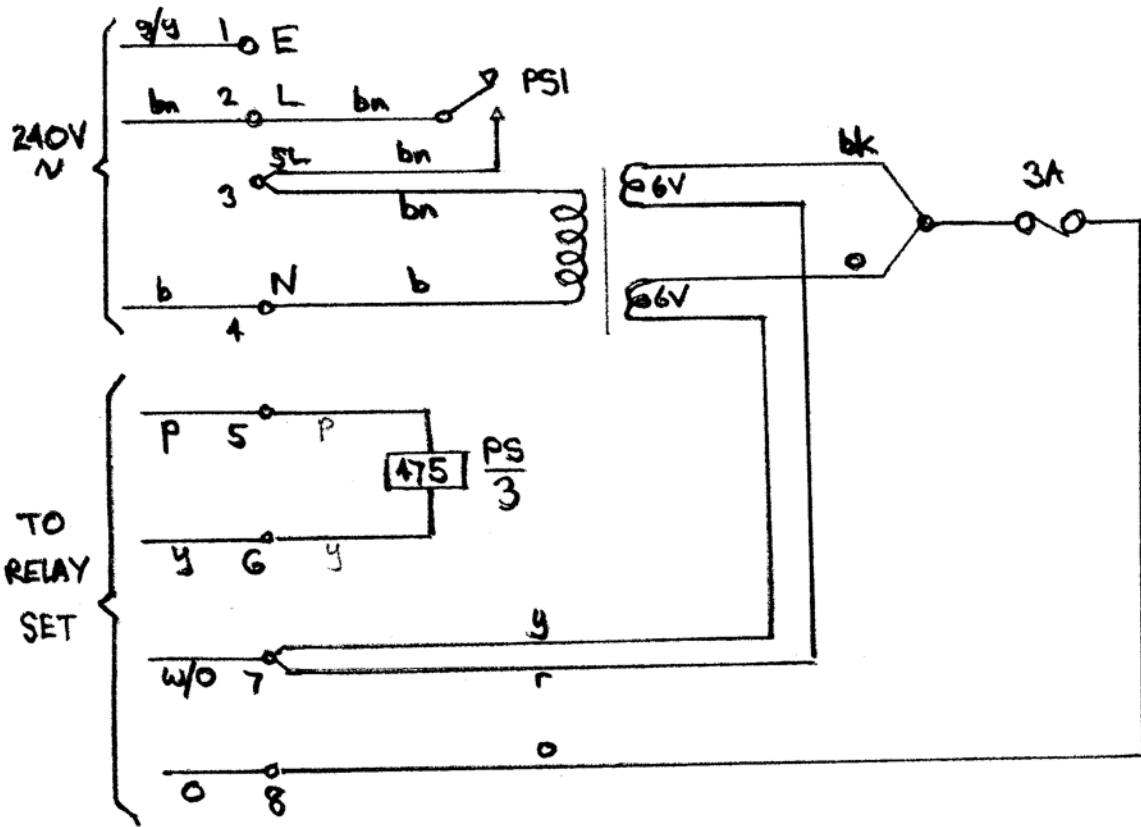 g/y 1 E
bn 2 L bn PS1
240V
~
SL bn
3 bn
bk
6V
3A
o
6V
b N b
4
P 5 P
475 PS
3
y 6 y
TO
RELAY
SET
y
w/o 7
r
o
o 8